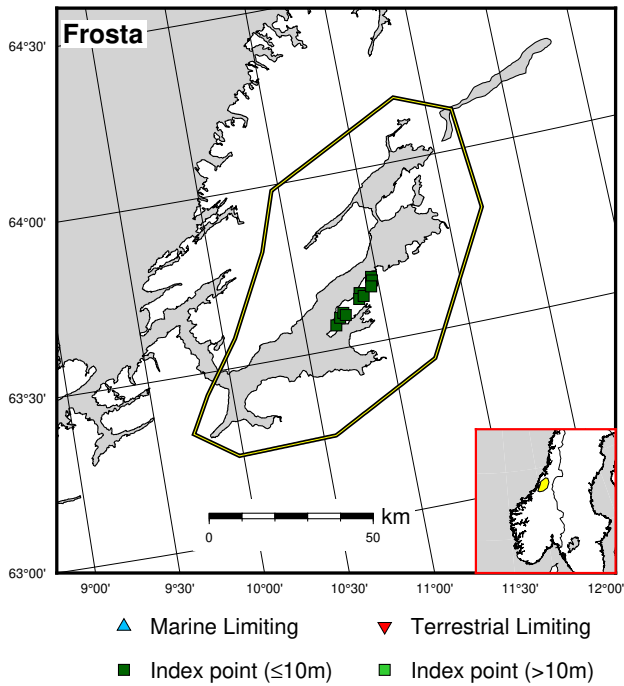 Frosta
64°30'
64°00'
63°30'
63°00'
km
0 50
9°00' 9°30' 10°00' 10°30' 11°00' 11°30' 12°00'
Marine Limiting Terrestrial Limiting
Index point (≤10m) Index point (>10m)